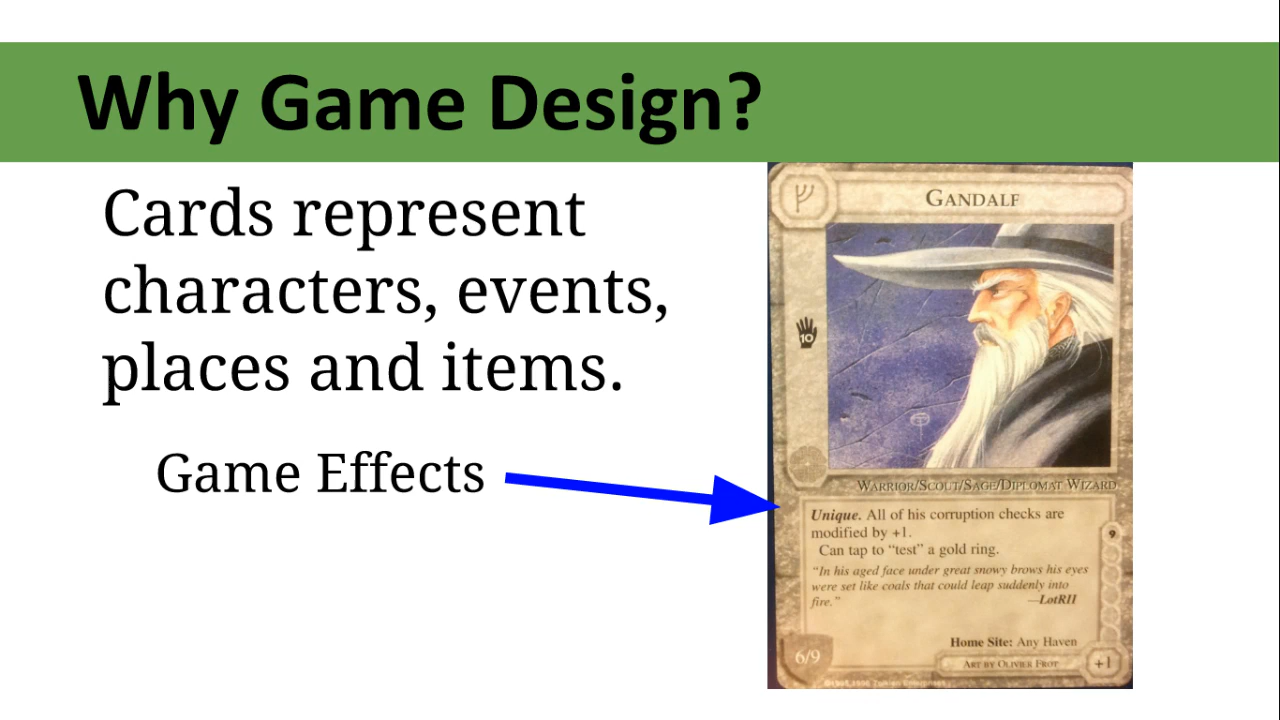 Why Game Design?
Cards represent
characters, events,
places and items.
Game Effects
GANDALF
10
WARRIOR/SCOUT/SAGE/DIPLOMAT WIZARD
Unique. All of his corruption checks are
modified by +1.
Can tap to “test” a gold ring.
9
“In his aged face under great snowy brows his eyes
were set like coals that could leap suddenly into
fire.” —LotRII
Home Site: Any Haven
6/9
ART BY OLIVIER FROT
+1